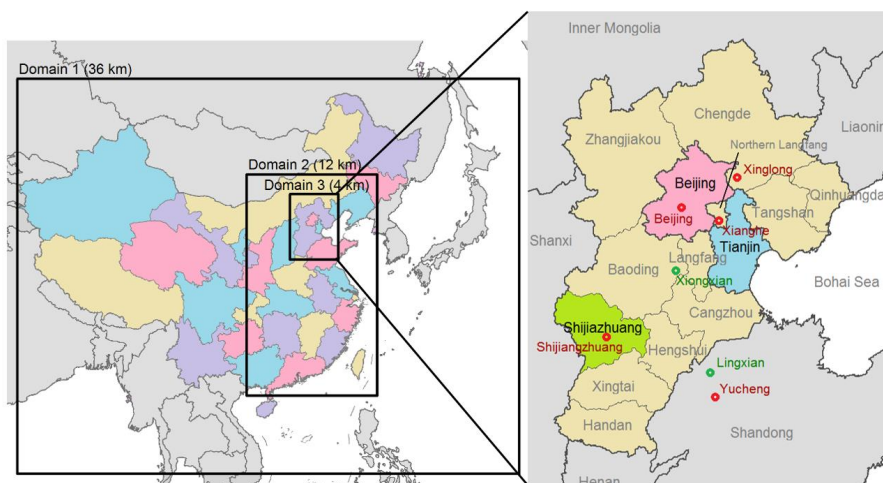 Domain 1 (36 km)
Domain 2 (12 km)
Domain 3 (4 km)
Inner Mongolia
Chengde
Liaonin
Zhangjiakou
Northern Langfang
Xinglong
Beijing
Qinhuangda
Beijing
Tangshan
Xianghe
Shanxi
Tianjin
Langfang
Baoding
Xiongxian
Bohai Sea
Cangzhou
Shijiazhuang
Shijiangzhuang
Hengshui
Lingxian
Xingtai
Yucheng
Handan
Shandong
Henan